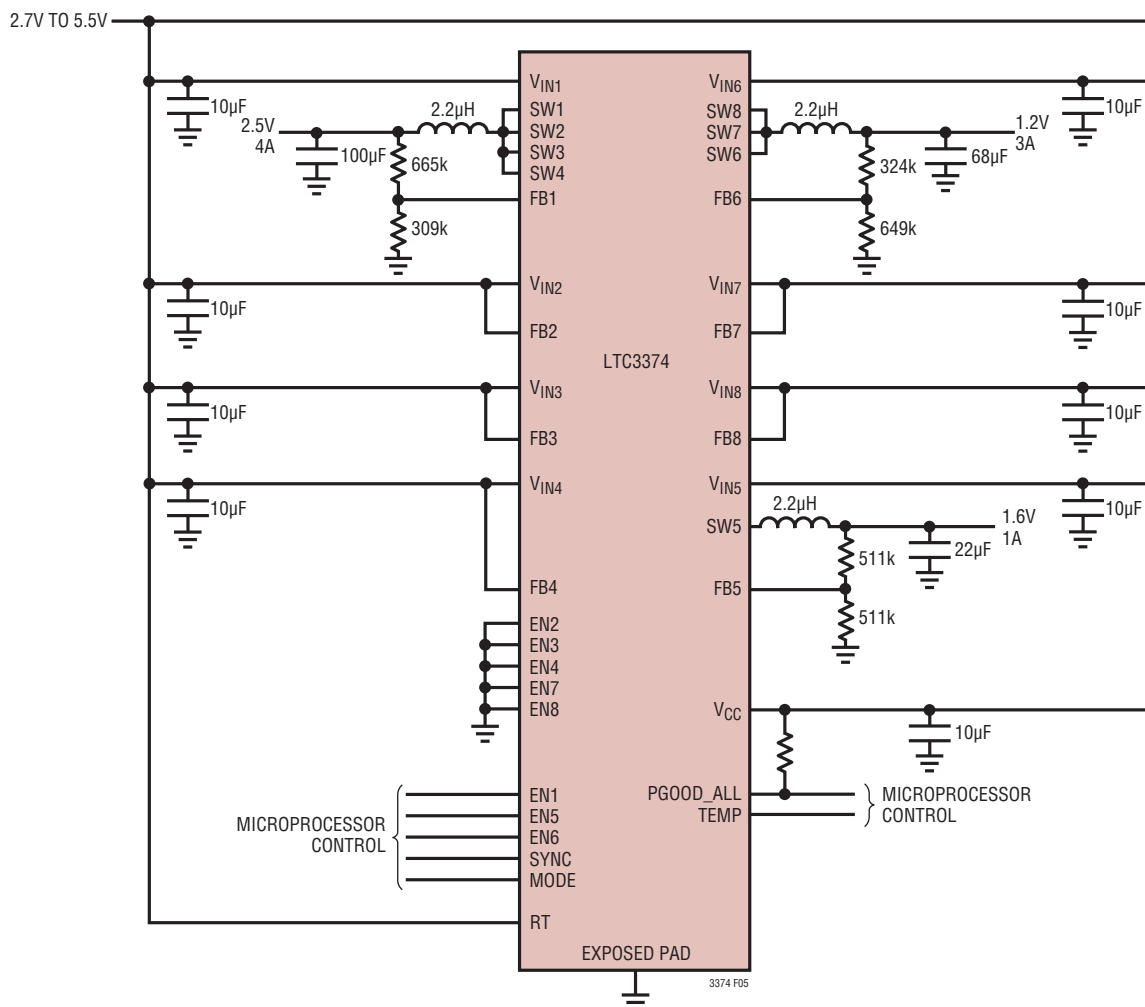 2.7V TO 5.5V
VIN1
10µF
SW1
SW2
SW3
SW4
2.2µH
2.5V
4A
100µF
665k
FB1
309k
VIN2
10µF
FB2
VIN3
10µF
FB3
VIN4
10µF
FB4
EN2
EN3
EN4
EN7
EN8
MICROPROCESSOR
CONTROL
EN1
EN5
EN6
SYNC
MODE
RT
LTC3374
EXPOSED PAD
VIN6
10µF
SW8
SW7
SW6
2.2µH
1.2V
3A
324k
68µF
FB6
649k
VIN7
10µF
FB7
VIN8
10µF
FB8
VIN5
10µF
SW5
2.2µH
1.6V
1A
511k
22µF
FB5
511k
VCC
10µF
PGOOD_ALL
TEMP
MICROPROCESSOR
CONTROL
3374 F05